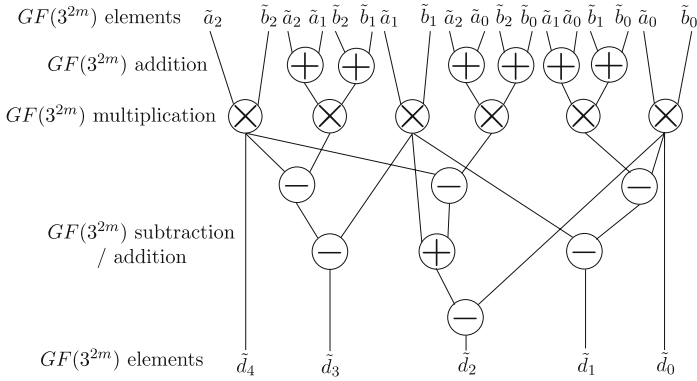 GF(3^{2m}) elements ã₂ b̃₂ ã₂ ã₁ b̃₂ b̃₁ ã₁ b̃₁ ã₂ ã₀ b̃₂ b̃₀ ã₁ ã₀ b̃₁ b̃₀ ã₀ b̃₀
GF(3^{2m}) addition + + + + + +
GF(3^{2m}) multiplication × × × × × ×
− − −
GF(3^{2m}) subtraction
/ addition − + −
−
GF(3^{2m}) elements d̃₄ d̃₃ d̃₂ d̃₁ d̃₀